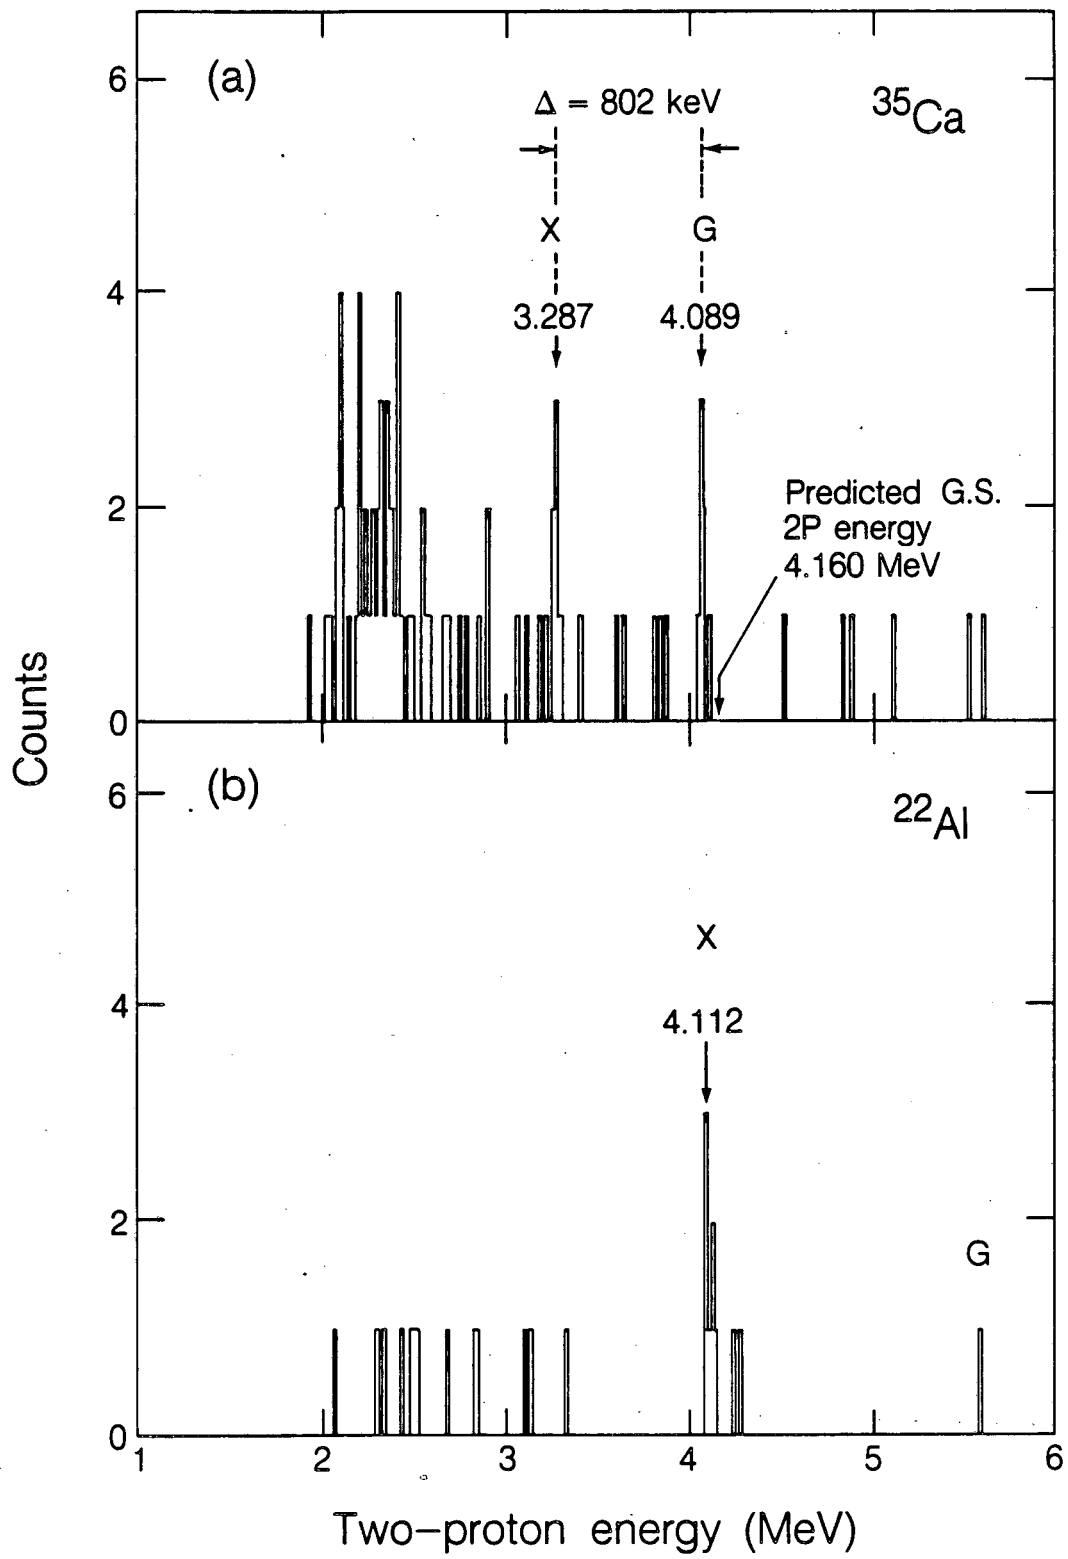 (a)
Δ = 802 keV
35Ca
X
G
3.287
4.089
Predicted G.S.
2P energy
4.160 MeV
6
4
2
0
Counts
(b)
22Al
X
4.112
G
6
4
2
0
1 2 3 4 5 6
Two-proton energy (MeV)